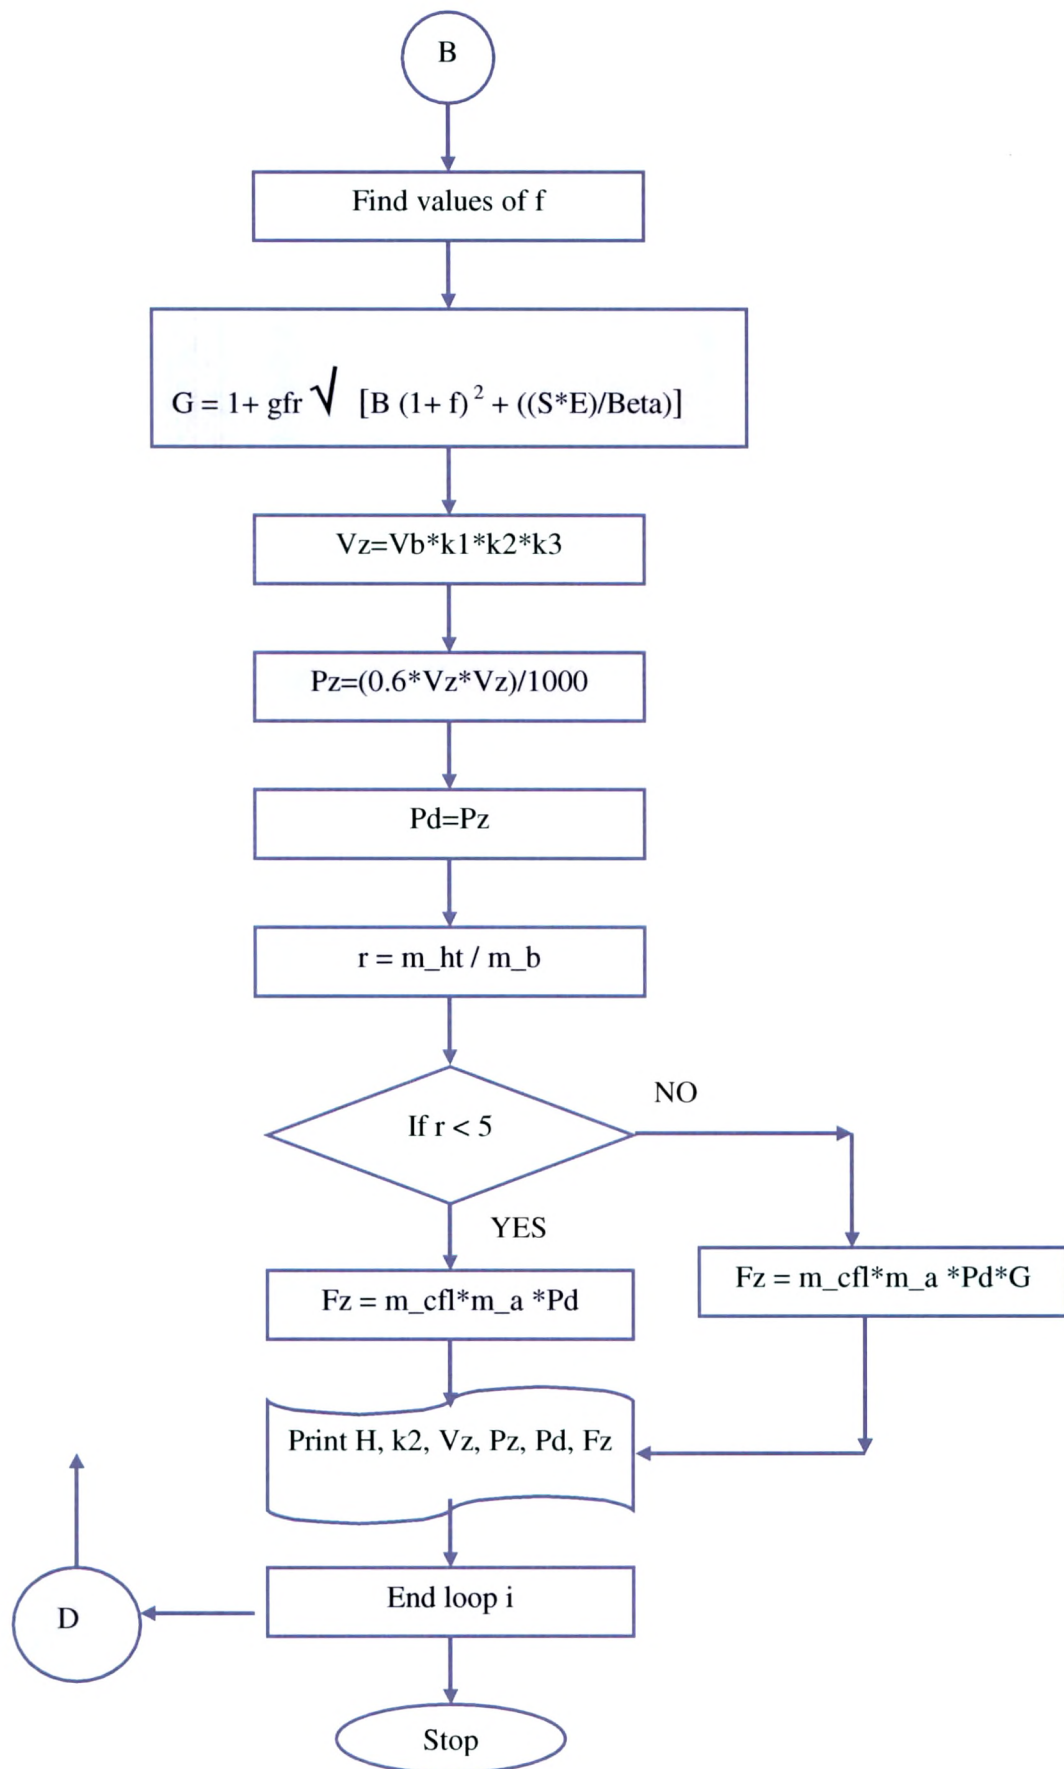 B
Find values of f
G = 1+ gfr √ [B (1+ f) ² + ((S*E)/Beta)]
Vz=Vb*k1*k2*k3
Pz=(0.6*Vz*Vz)/1000
Pd=Pz
r = m_ht / m_b
If r < 5
NO
YES
Fz = m_cfl*m_a *Pd
Fz = m_cfl*m_a *Pd*G
Print H, k2, Vz, Pz, Pd, Fz
End loop i
D
Stop